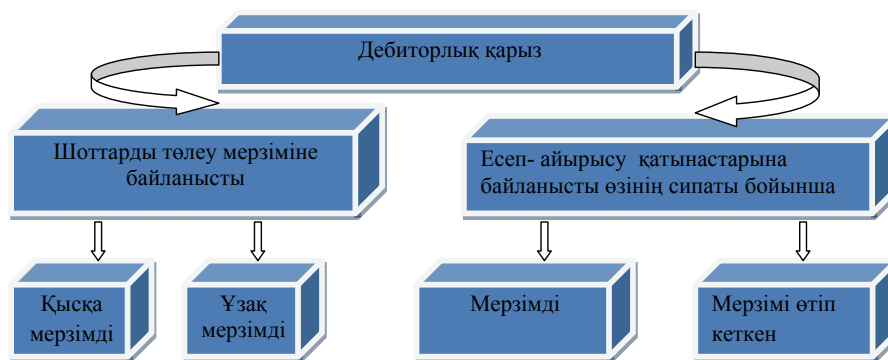 Дебиторлық қарыз
Шоттарды төлеу мерзіміне
байланысты
Есеп- айырысу қатынастарына
байланысты өзінің сипаты бойынша
Қысқа
мерзімді
Ұзақ
мерзімді
Мерзімді
Мерзімі өтіп
кеткен